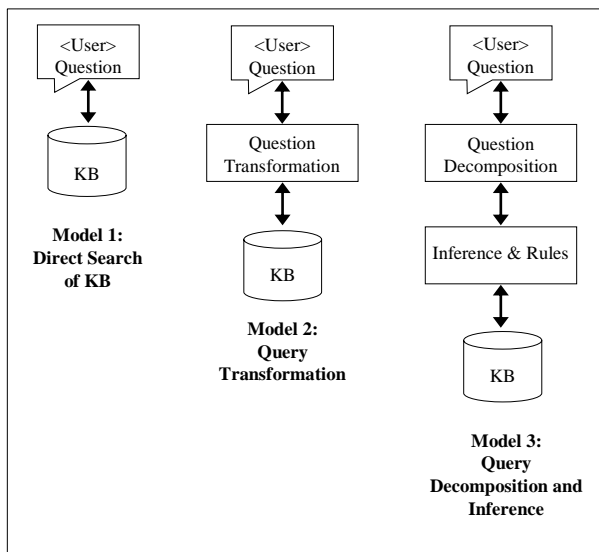 <User>
Question
KB
Model 1:
Direct Search
of KB
<User>
Question
Question
Transformation
KB
Model 2:
Query
Transformation
<User>
Question
Question
Decomposition
Inference & Rules
KB
Model 3:
Query
Decomposition and
Inference